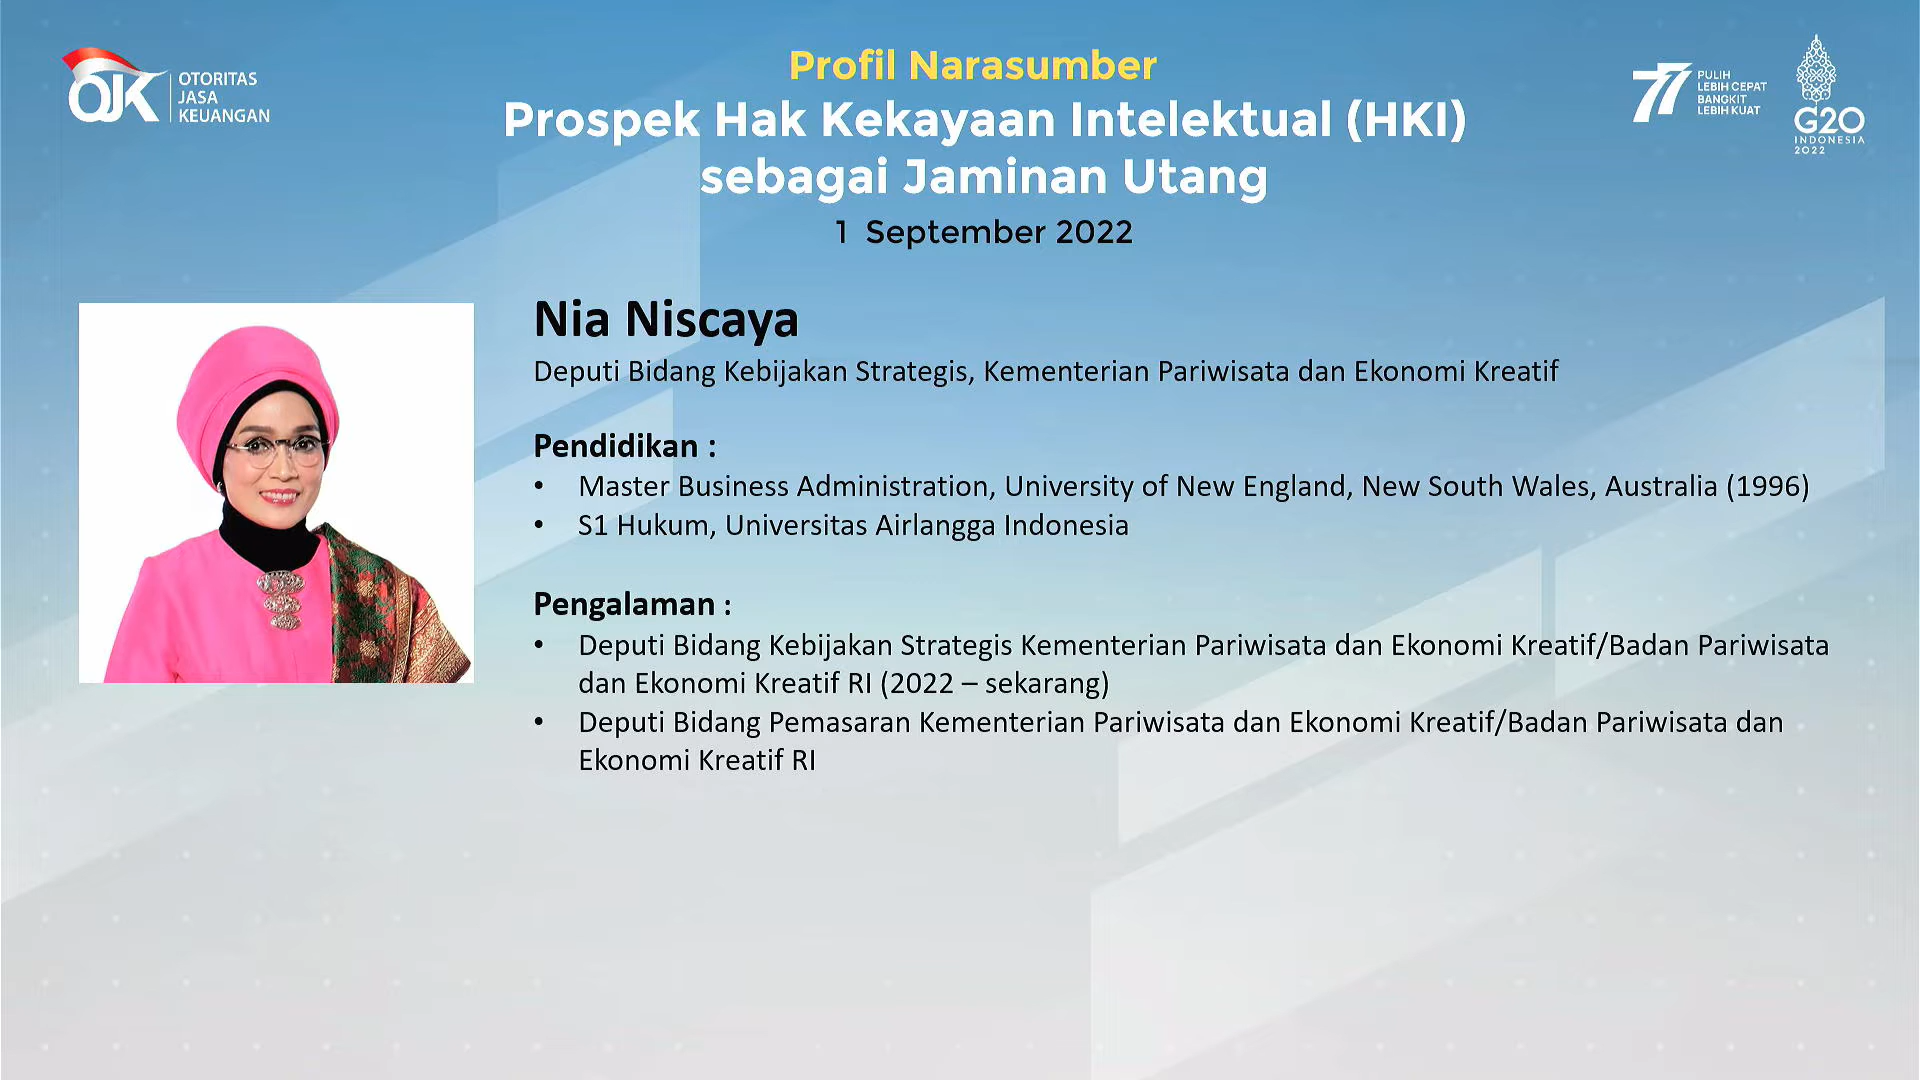 OJK
OTORITAS
JASA
KEUANGAN
Profil Narasumber
Prospek Hak Kekayaan Intelektual (HKI)
sebagai Jaminan Utang
1 September 2022
77
PULIH
LEBIH CEPAT
BANGKIT
LEBIH KUAT
G20
INDONESIA
2022
Nia Niscaya
Deputi Bidang Kebijakan Strategis, Kementerian Pariwisata dan Ekonomi Kreatif
Pendidikan :
• Master Business Administration, University of New England, New South Wales, Australia (1996)
• S1 Hukum, Universitas Airlangga Indonesia
Pengalaman :
• Deputi Bidang Kebijakan Strategis Kementerian Pariwisata dan Ekonomi Kreatif/Badan Pariwisata
dan Ekonomi Kreatif RI (2022 – sekarang)
• Deputi Bidang Pemasaran Kementerian Pariwisata dan Ekonomi Kreatif/Badan Pariwisata dan
Ekonomi Kreatif RI